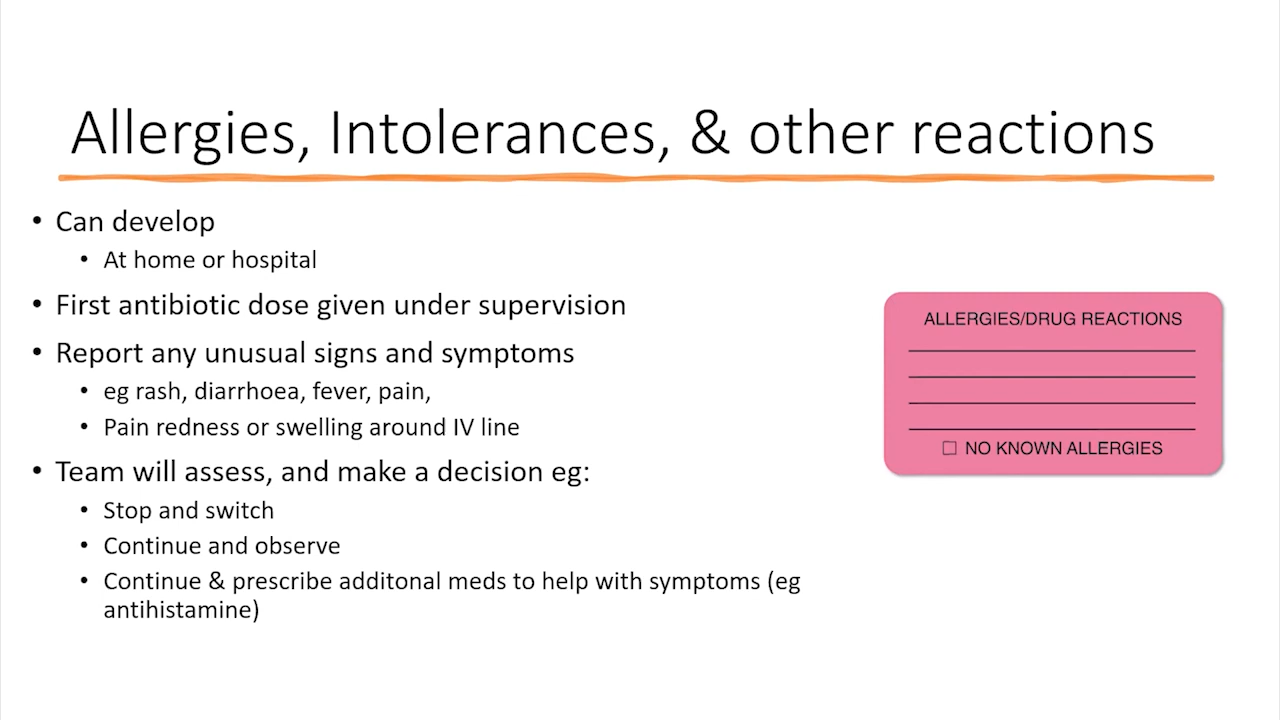 Allergies, Intolerances, & other reactions
• Can develop
• At home or hospital
• First antibiotic dose given under supervision
• Report any unusual signs and symptoms
• eg rash, diarrhoea, fever, pain,
• Pain redness or swelling around IV line
• Team will assess, and make a decision eg:
• Stop and switch
• Continue and observe
• Continue & prescribe additonal meds to help with symptoms (eg
antihistamine)
ALLERGIES/DRUG REACTIONS
☐ NO KNOWN ALLERGIES